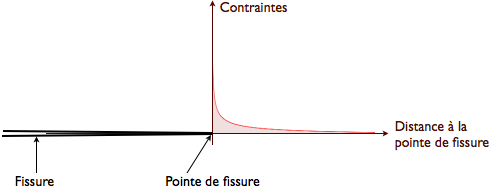 Contraintes
Distance à la
pointe de fissure
Fissure
Pointe de fissure